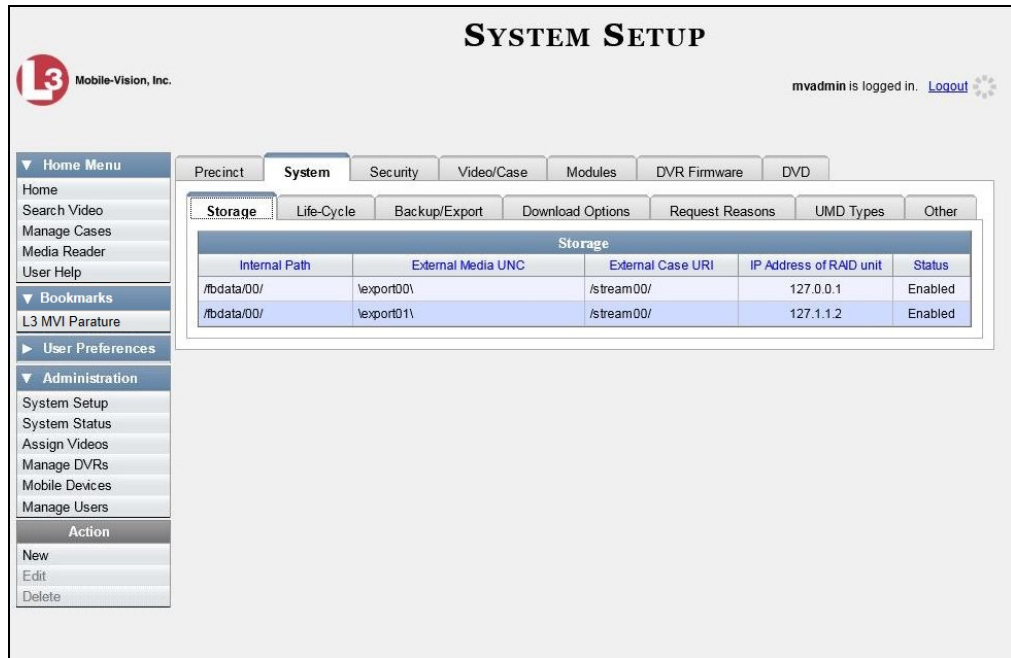 SYSTEM SETUP
L3 Mobile-Vision, Inc.
mvadmin is logged in. Logout
▼ Home Menu
Home
Search Video
Manage Cases
Media Reader
User Help
▼ Bookmarks
L3 MVI Parature
► User Preferences
▼ Administration
System Setup
System Status
Assign Videos
Manage DVRs
Mobile Devices
Manage Users
Action
New
Edit
Delete
Precinct System Security Video/Case Modules DVR Firmware DVD
Storage Life-Cycle Backup/Export Download Options Request Reasons UMD Types Other
Storage
Internal Path External Media UNC External Case URI IP Address of RAID unit Status
/fbdata/00/ \export00\ /stream00/ 127.0.0.1 Enabled
/fbdata/00/ \export01\ /stream00/ 127.1.1.2 Enabled